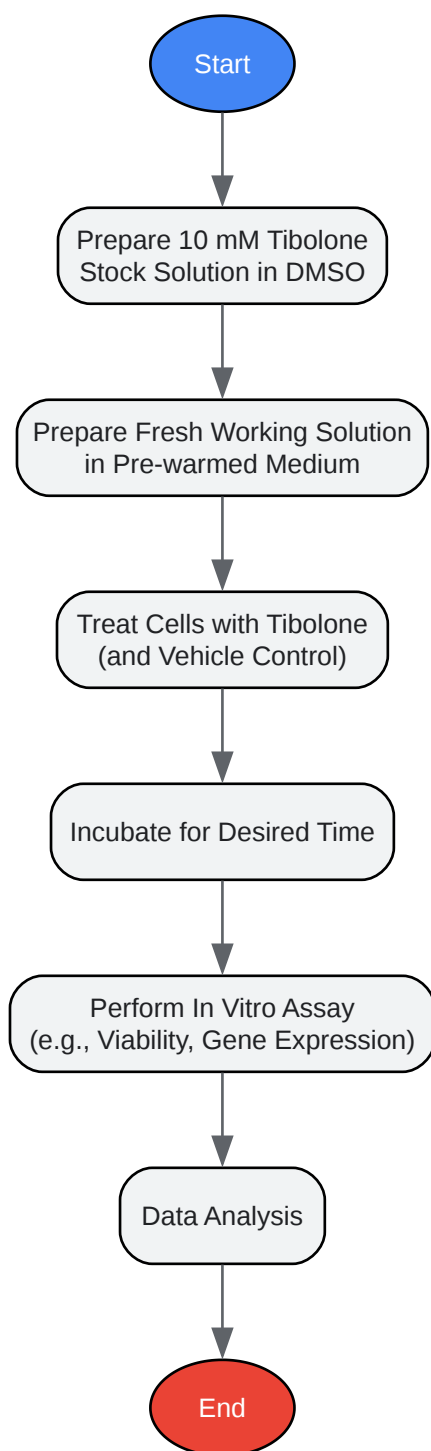 Start
Prepare 10 mM Tibolone
Stock Solution in DMSO
Prepare Fresh Working Solution
in Pre-warmed Medium
Treat Cells with Tibolone
(and Vehicle Control)
Incubate for Desired Time
Perform In Vitro Assay
(e.g., Viability, Gene Expression)
Data Analysis
End